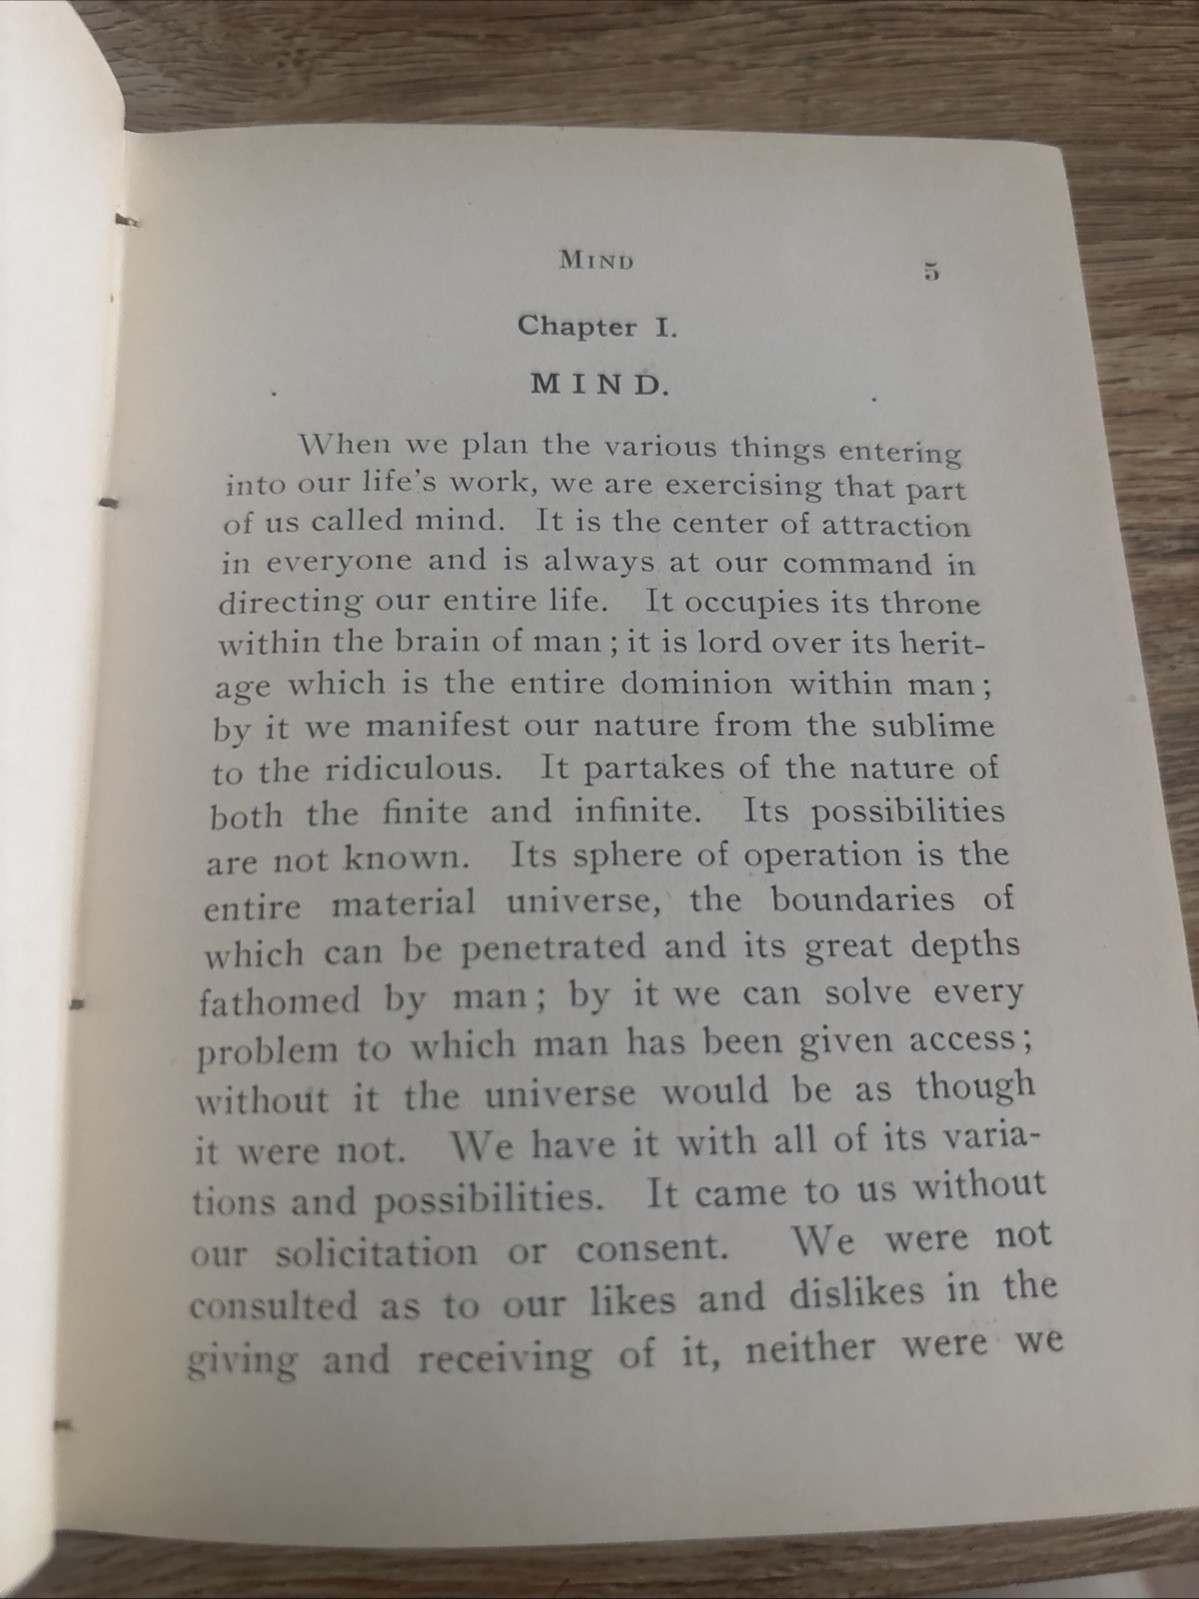 MIND 5
Chapter I.
MIND.
When we plan the various things entering
into our life's work, we are exercising that part
of us called mind. It is the center of attraction
in everyone and is always at our command in
directing our entire life. It occupies its throne
within the brain of man; it is lord over its herit-
age which is the entire dominion within man;
by it we manifest our nature from the sublime
to the ridiculous. It partakes of the nature of
both the finite and infinite. Its possibilities
are not known. Its sphere of operation is the
entire material universe, the boundaries of
which can be penetrated and its great depths
fathomed by man; by it we can solve every
problem to which man has been given access;
without it the universe would be as though
it were not. We have it with all of its varia-
tions and possibilities. It came to us without
our solicitation or consent. We were not
consulted as to our likes and dislikes in the
giving and receiving of it, neither were we